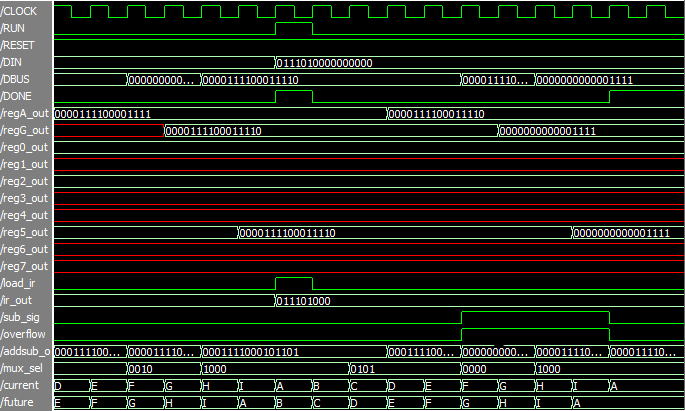 /CLOCK
/RUN
/RESET
/DIN 0111010000000000
/DBUS 000000000... 0000111100011110 000011110... 0000000000001111
/DONE
/regA_out 0000111100001111 0000111100011110
/regG_out 0000111100011110 0000000000001111
/reg0_out
/reg1_out
/reg2_out
/reg3_out
/reg4_out
/reg5_out 0000111100011110 0000000000001111
/reg6_out
/reg7_out
/load_ir
/ir_out 011101000
/sub_sig
/overflow
/addsub_o 000111100... 000011110... 0001111000101101 000111100... 000000000... 000011110... 000011110...
/mux_sel 0010 1000 0101 0000 1000
/current D E F G H I A B C D E F G H I A
/future E F G H I A B C D E F G H I A